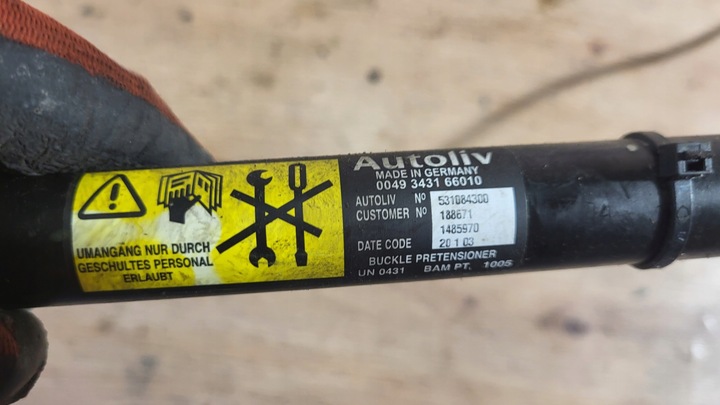 UMGANG NUR DURCH
GESCHULTES PERSONAL
ERLAUBT
Autoliv
MADE IN GERMANY
0049 3431 66010
AUTOLIV Nº 531084300
CUSTOMER Nº 188671
1485970
DATE CODE 20 1 03
BUCKLE PRETENSIONER
UN 0431 BAM PT. 1005